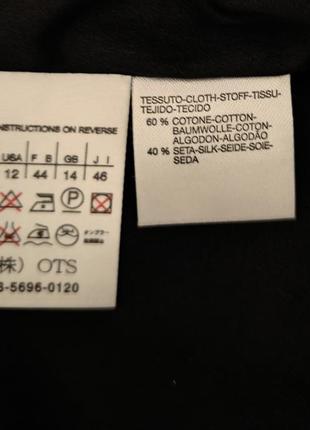 INSTRUCTIONS ON REVERSE
USA F B GB J I
12 44 14 46
P
(株) OTS
3-5696-0120
TESSUTO-CLOTH-STOFF-TISSU-
TEJIDO-TECIDO
60 % COTONE-COTTON-
BAUMWOLLE-COTON-
ALGODON-ALGODÃO
40 % SETA-SILK-SEIDE-SOIE-
SEDA